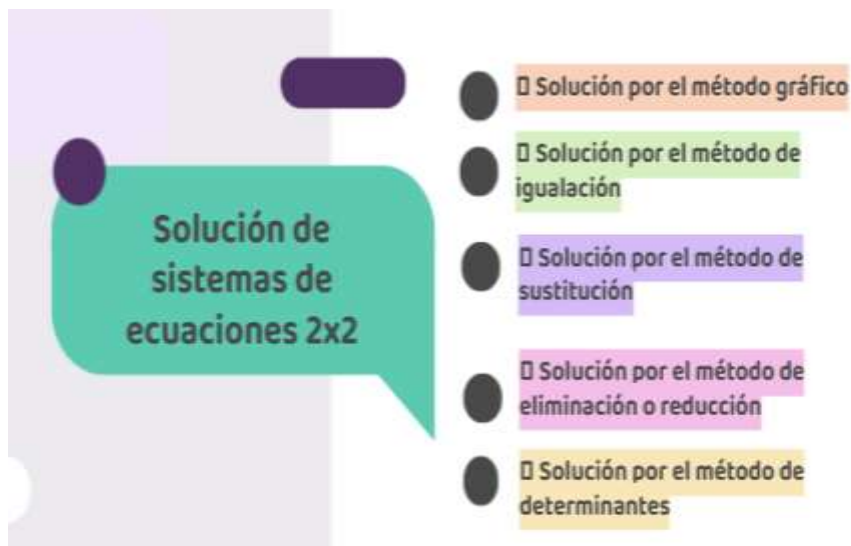 Solución de
sistemas de
ecuaciones 2x2
▯ Solución por el método gráfico
▯ Solución por el método de
igualación
▯ Solución por el método de
sustitución
▯ Solución por el método de
eliminación o reducción
▯ Solución por el método de
determinantes